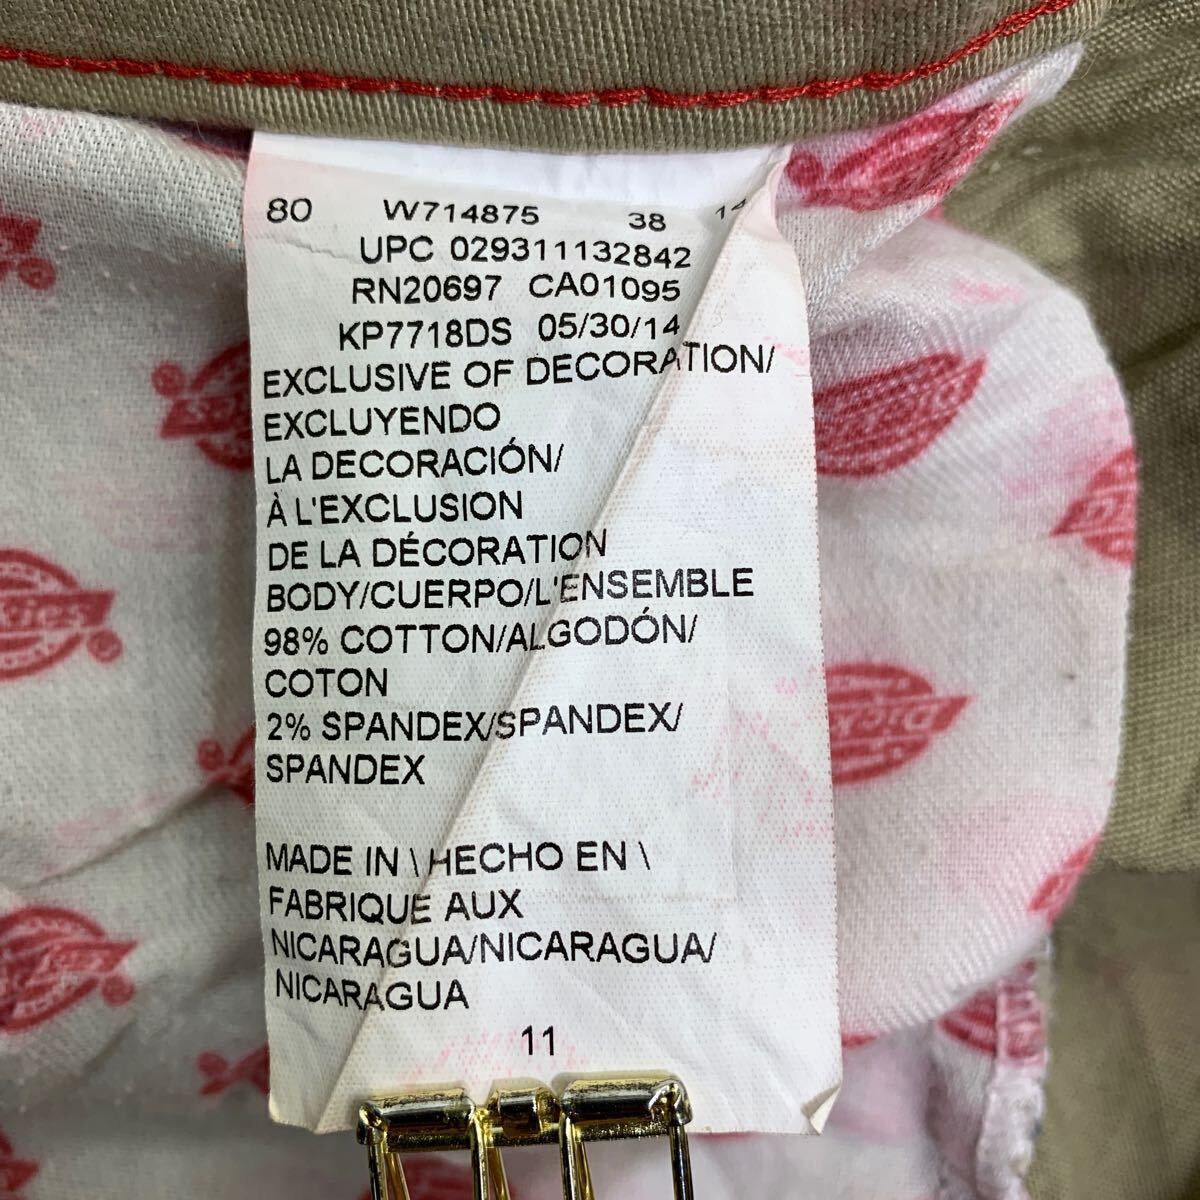 80 W714875 38 14
UPC 029311132842
RN20697 CA01095
KP7718DS 05/30/14
EXCLUSIVE OF DECORATION/
EXCLUYENDO
LA DECORACIÓN/
À L'EXCLUSION
DE LA DÉCORATION
BODY/CUERPO/L'ENSEMBLE
98% COTTON/ALGODÓN/
COTON
2% SPANDEX/SPANDEX/
SPANDEX
MADE IN \ HECHO EN \
FABRIQUE AUX
NICARAGUA/NICARAGUA/
NICARAGUA
11
Dickies